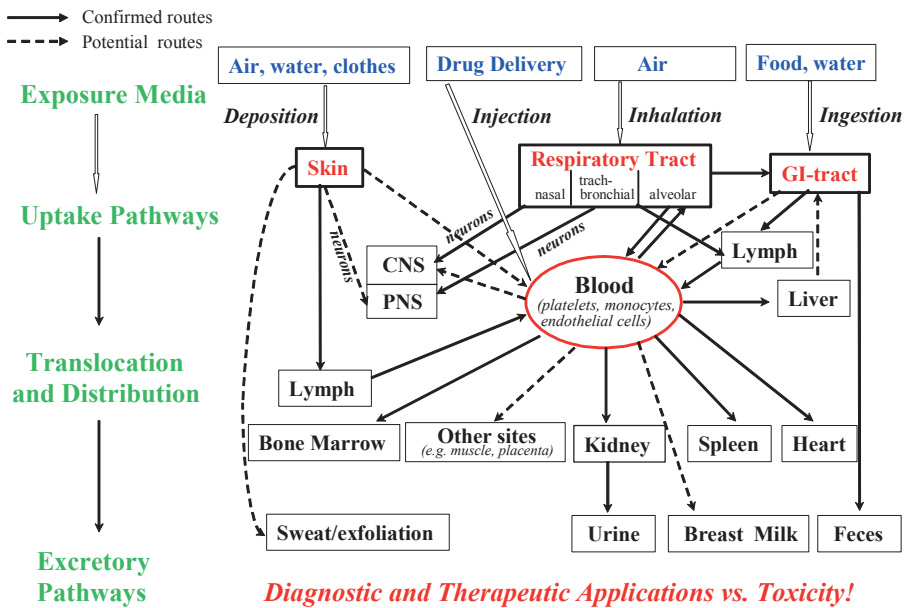 Confirmed routes
Potential routes
Air, water, clothes
Drug Delivery
Air
Food, water
Exposure Media
Deposition
Injection
Inhalation
Ingestion
Skin
Respiratory Tract
nasal
trach-
bronchial
alveolar
GI-tract
Uptake Pathways
neurons
neurons
neurons
CNS
PNS
Lymph
Blood
(platelets, monocytes,
endothelial cells)
Liver
Translocation
and Distribution
Lymph
Bone Marrow
Other sites
(e.g. muscle, placenta)
Kidney
Spleen
Heart
Sweat/exfoliation
Urine
Breast Milk
Feces
Excretory
Pathways
Diagnostic and Therapeutic Applications vs. Toxicity!